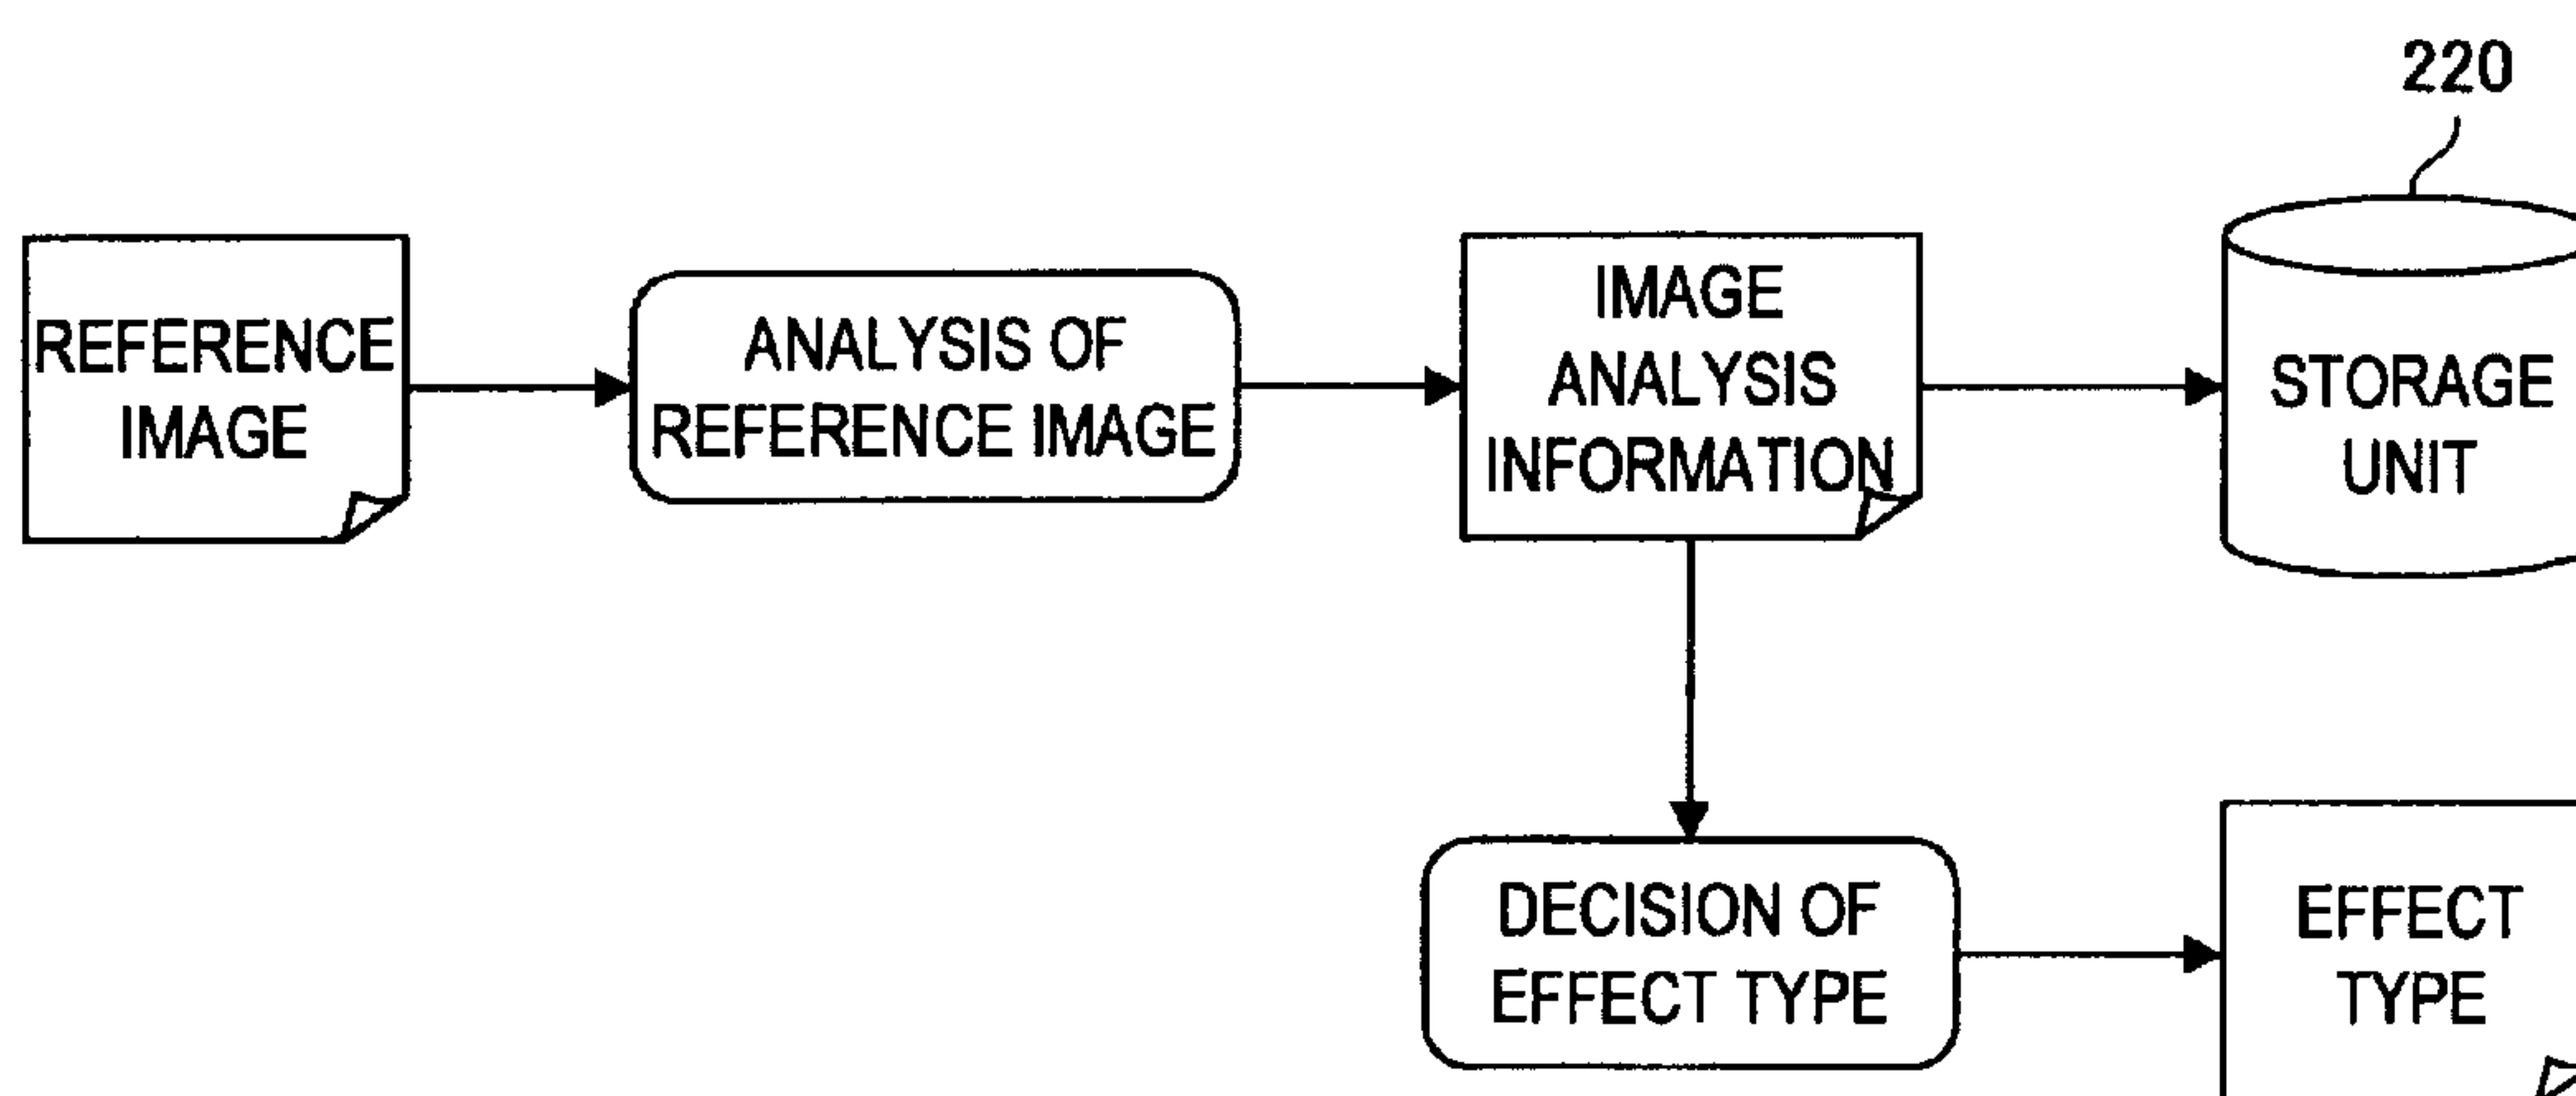 220
REFERENCE
IMAGE
ANALYSIS OF
REFERENCE IMAGE
IMAGE
ANALYSIS
INFORMATION
STORAGE
UNIT
DECISION OF
EFFECT TYPE
EFFECT
TYPE